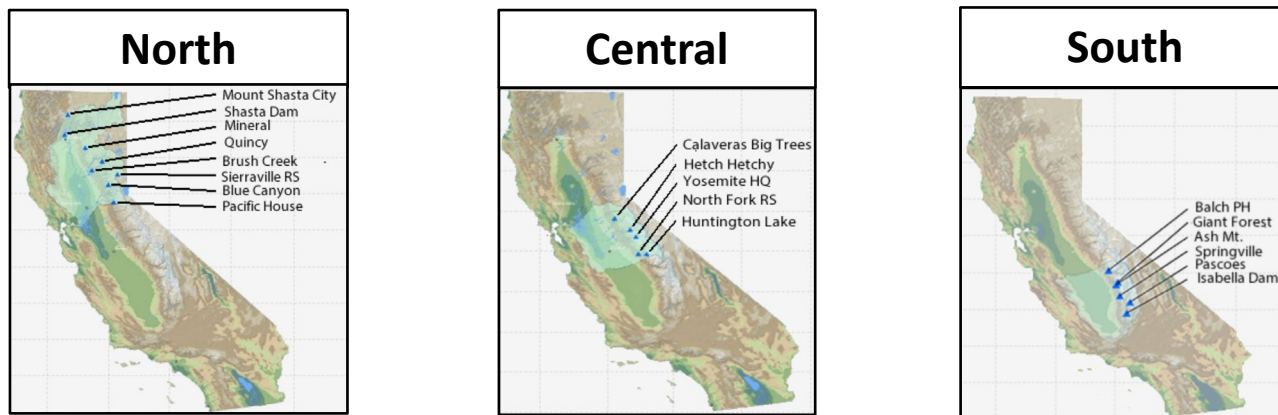 North
Mount Shasta City
Shasta Dam
Mineral
Quincy
Brush Creek
Sierraville RS
Blue Canyon
Pacific House
Central
Calaveras Big Trees
Hetch Hetchy
Yosemite HQ
North Fork RS
Huntington Lake
South
Balch PH
Giant Forest
Ash Mt.
Springville
Pascoes
Isabella Dam